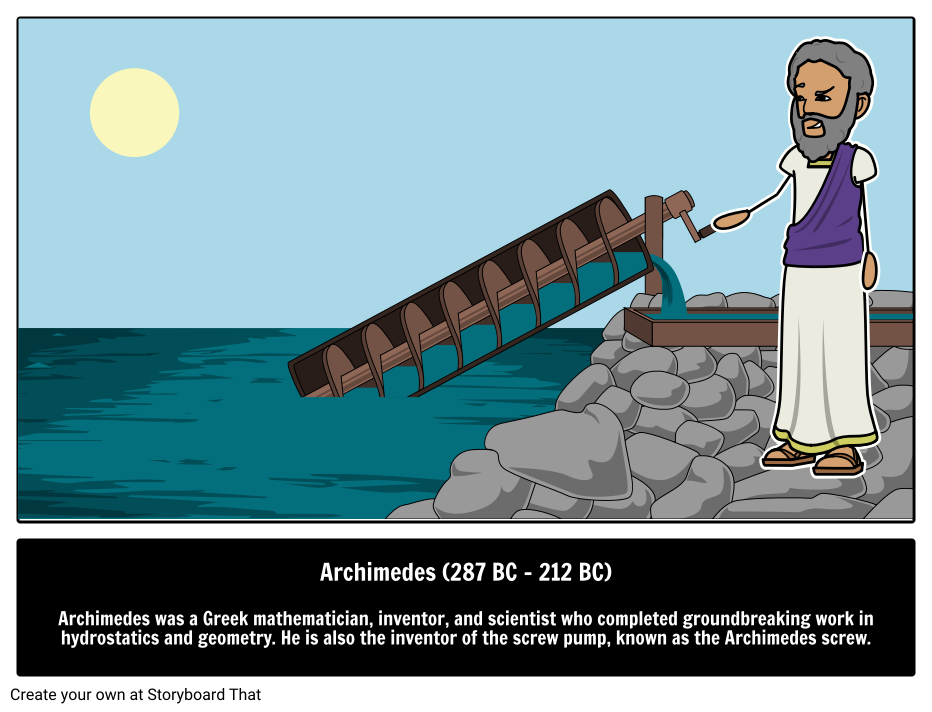 Archimedes (287 BC - 212 BC)
Archimedes was a Greek mathematician, inventor, and scientist who completed groundbreaking work in
hydrostatics and geometry. He is also the inventor of the screw pump, known as the Archimedes screw.
Create your own at Storyboard That